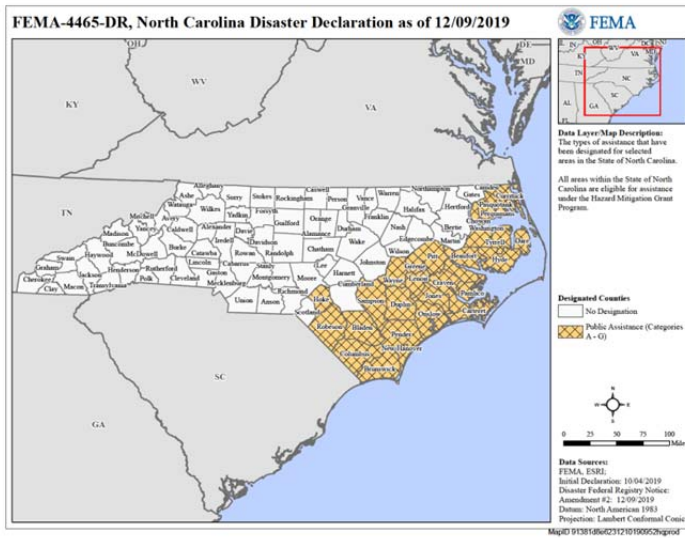 FEMA-4465-DR, North Carolina Disaster Declaration as of 12/09/2019
FEMA
OH
WV
DE
MD
KY
VA
TN
SC
GA
Alleghany
Ashe
Surry
Stokes
Rockingham
Caswell
Person
Vance
Warren
Northampton
Gates
Camden
Currituck
Pasquotank
Perquimans
Chowan
Hertford
Halifax
Granville
Franklin
Watauga
Wilkes
Yadkin
Forsyth
Guilford
Orange
Alamance
Durham
Nash
Bertie
Washington
Tyrrell
Dare
Mitchell
Avery
Yancey
Caldwell
Alexander
Davie
Iredell
Davidson
Wake
Edgecombe
Martin
Madison
Buncombe
McDowell
Burke
Catawba
Rowan
Randolph
Chatham
Wilson
Pitt
Beaufort
Hyde
Swain
Haywood
Lincoln
Cabarrus
Stanly
Lee
Johnston
Greene
Graham
Jackson
Henderson
Rutherford
Cleveland
Gaston
Mecklenburg
Montgomery
Moore
Harnett
Wayne
Lenoir
Craven
Cherokee
Clay
Macon
Transylvania
Polk
Union
Anson
Richmond
Cumberland
Hoke
Sampson
Duplin
Jones
Pamlico
Scotland
Robeson
Bladen
Onslow
Carteret
Pender
Columbus
New Hanover
Brunswick
Data Layer/Map Description:
The types of assistance that have
been designated for selected
areas in the State of North Carolina.
All areas within the State of North
Carolina are eligible for assistance
under the Hazard Mitigation Grant
Program.
Designated Counties
No Designation
Public Assistance (Categories
A - G)
N
W
E
S
0 25 50 75 100
Miles
Data Sources:
FEMA, ESRI;
Initial Declaration: 10/04/2019
Disaster Federal Registry Notice:
Amendment #2: 12/09/2019
Datum: North American 1983
Projection: Lambert Conformal Conic
MapID 91381d8e6231210190952hqprod